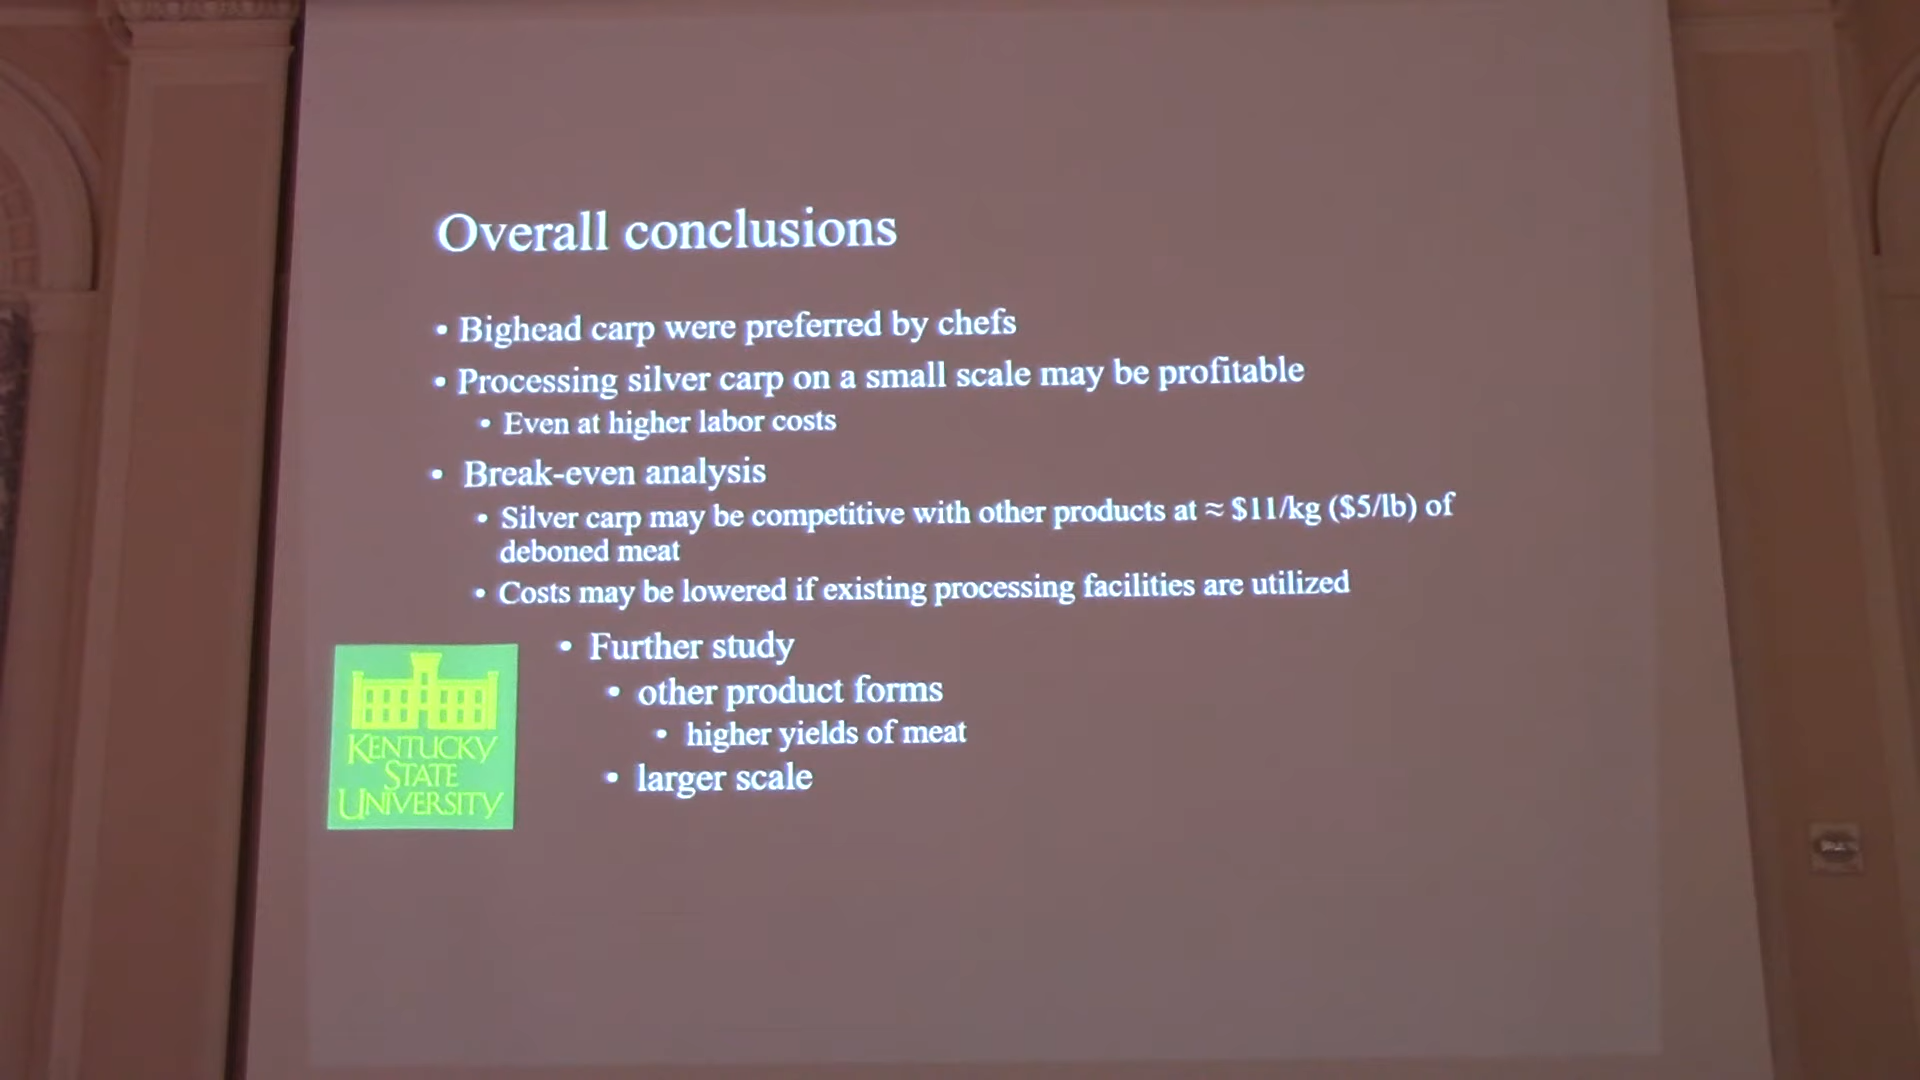 Overall conclusions
• Bighead carp were preferred by chefs
• Processing silver carp on a small scale may be profitable
• Even at higher labor costs
• Break-even analysis
• Silver carp may be competitive with other products at ≈ $11/kg ($5/lb) of
deboned meat
• Costs may be lowered if existing processing facilities are utilized
• Further study
• other product forms
• higher yields of meat
• larger scale
KENTUCKY
STATE
UNIVERSITY